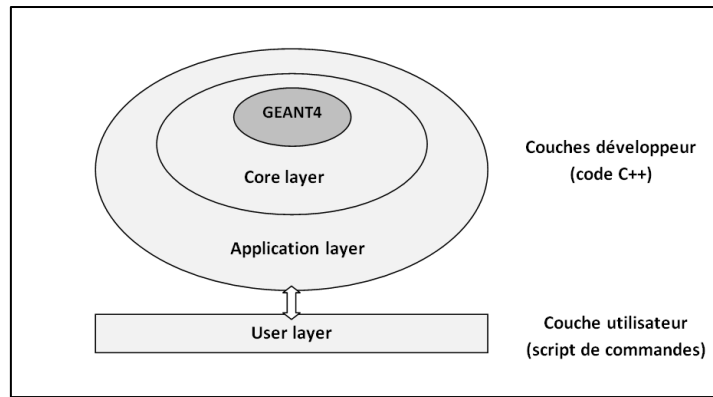 GEANT4
Core layer
Application layer
Couches développeur
(code C++)
User layer
Couche utilisateur
(script de commandes)